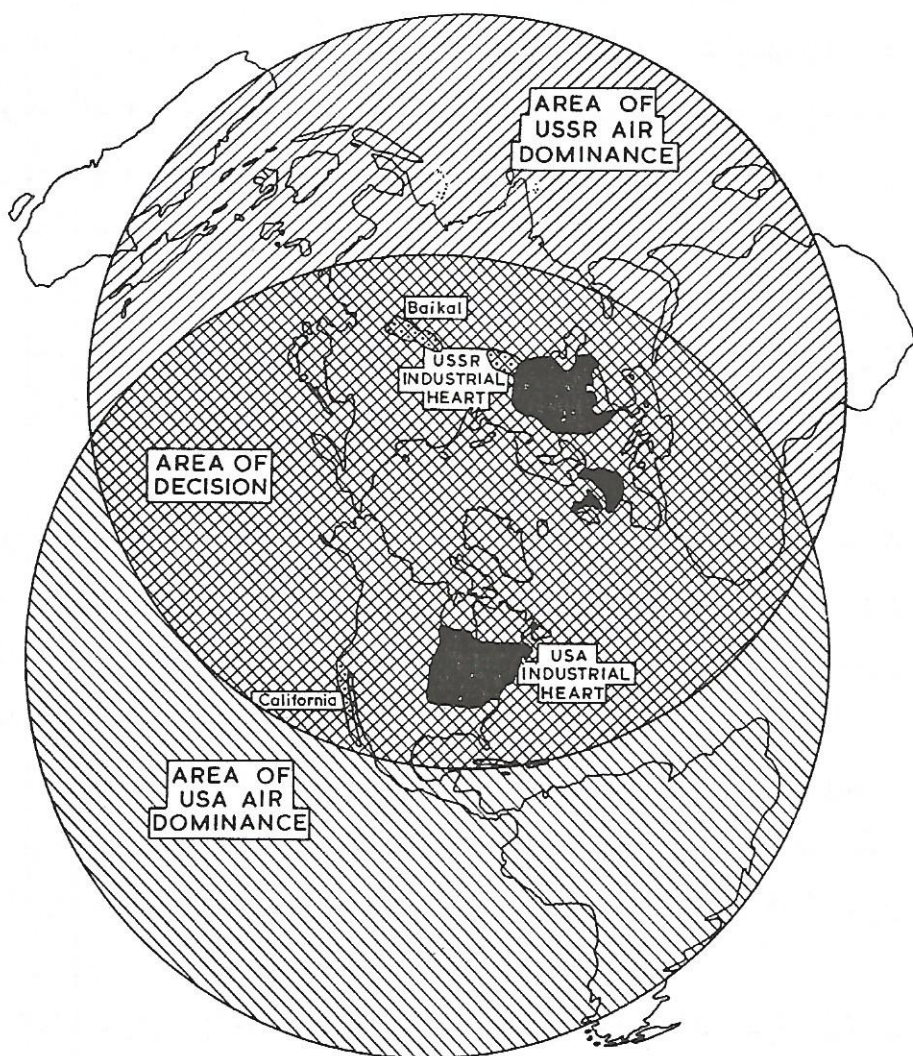 AREA OF
USSR AIR
DOMINANCE
Baikal
USSR
INDUSTRIAL
HEART
AREA OF
DECISION
USA
INDUSTRIAL
HEART
California
AREA OF
USA AIR
DOMINANCE